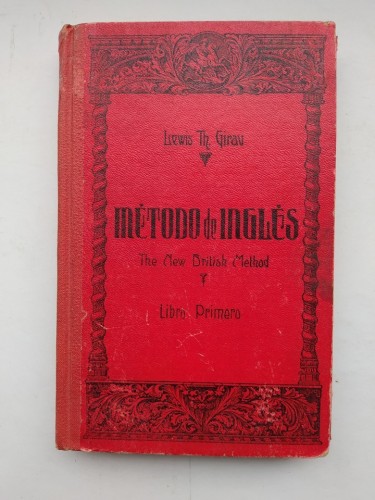 Lewis Th. Girau
MÉTODO de INGLÉS
The New British Method
Libro Primero